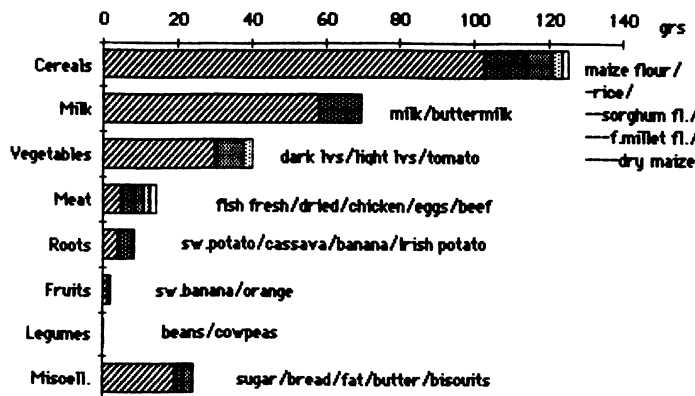 0 20 40 60 80 100 120 140 grs
Cereals maize flour/
-rice/
Milk milk/buttermilk --sorghum fl./
---f.millet fl./
Vegetables dark lvs/light lvs/tomato ----dry maize
Meat fish fresh/dried/chicken/eggs/beef
Roots sw.potato/cassava/banana/irish potato
Fruits sw.banana/orange
Legumes beans/cowpeas
Miscell. sugar/bread/fat/butter/biscuits